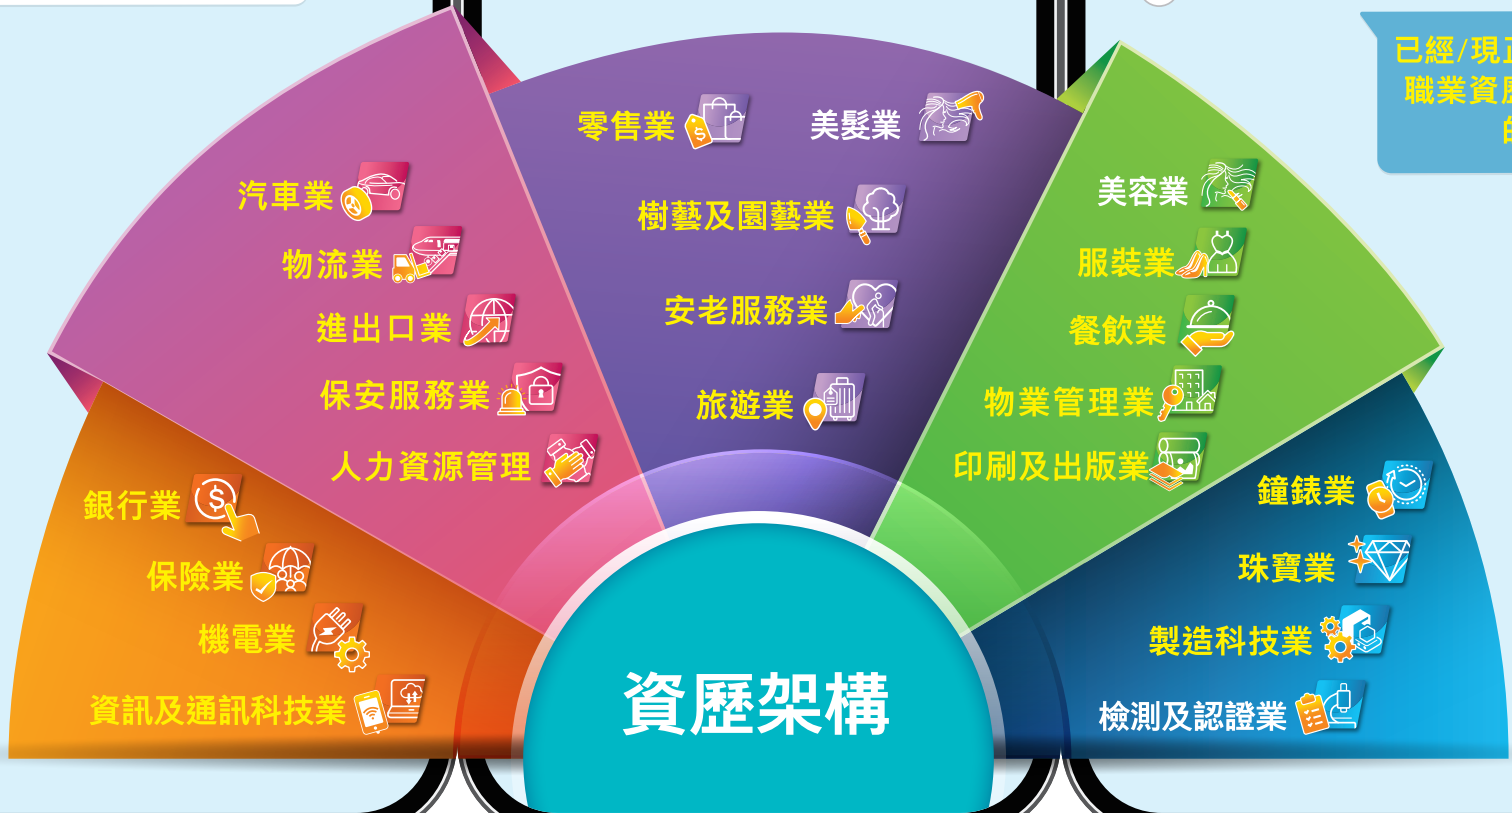 已經/現正
職業資歷
的
零售業
美髮業
樹藝及園藝業
安老服務業
旅遊業
汽車業
物流業
進出口業
保安服務業
人力資源管理
美容業
服裝業
餐飲業
物業管理業
印刷及出版業
銀行業
保險業
機電業
資訊及通訊科技業
鐘錶業
珠寶業
製造科技業
檢測及認證業
資歷架構